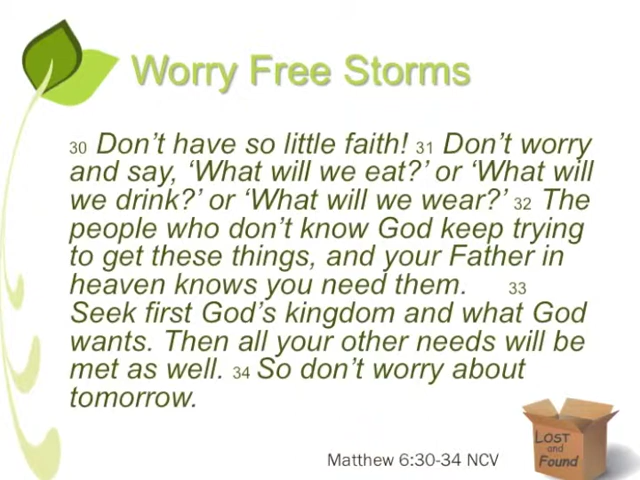 Worry Free Storms
30 Don't have so little faith! 31 Don't worry
and say, 'What will we eat?' or 'What will
we drink?' or 'What will we wear?' 32 The
people who don't know God keep trying
to get these things, and your Father in
heaven knows you need them. 33
Seek first God's kingdom and what God
wants. Then all your other needs will be
met as well. 34 So don't worry about
tomorrow.
LOST
and
Found
Matthew 6:30-34 NCV